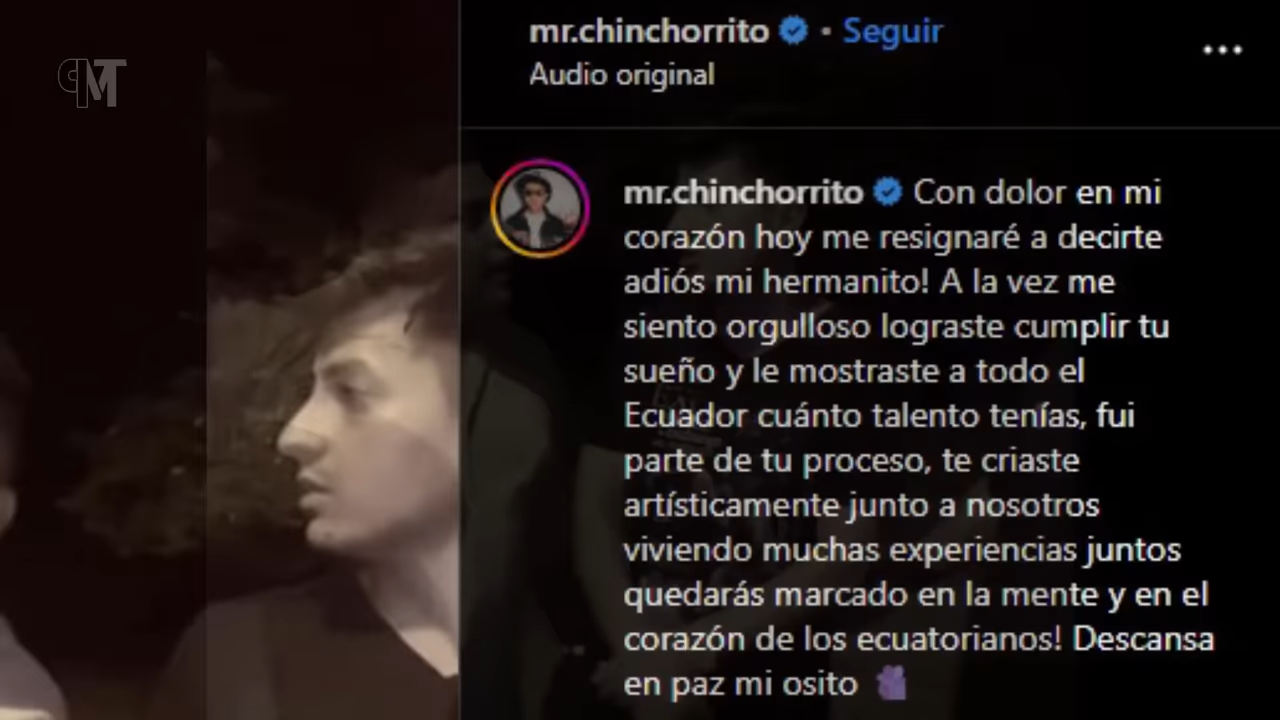 PMT
mr.chinchorrito • Seguir
Audio original
mr.chinchorrito Con dolor en mi
corazón hoy me resignaré a decirte
adiós mi hermanito! A la vez me
siento orgulloso lograste cumplir tu
sueño y le mostraste a todo el
Ecuador cuánto talento tenías, fui
parte de tu proceso, te criaste
artísticamente junto a nosotros
viviendo muchas experiencias juntos
quedarás marcado en la mente y en el
corazón de los ecuatorianos! Descansa
en paz mi osito